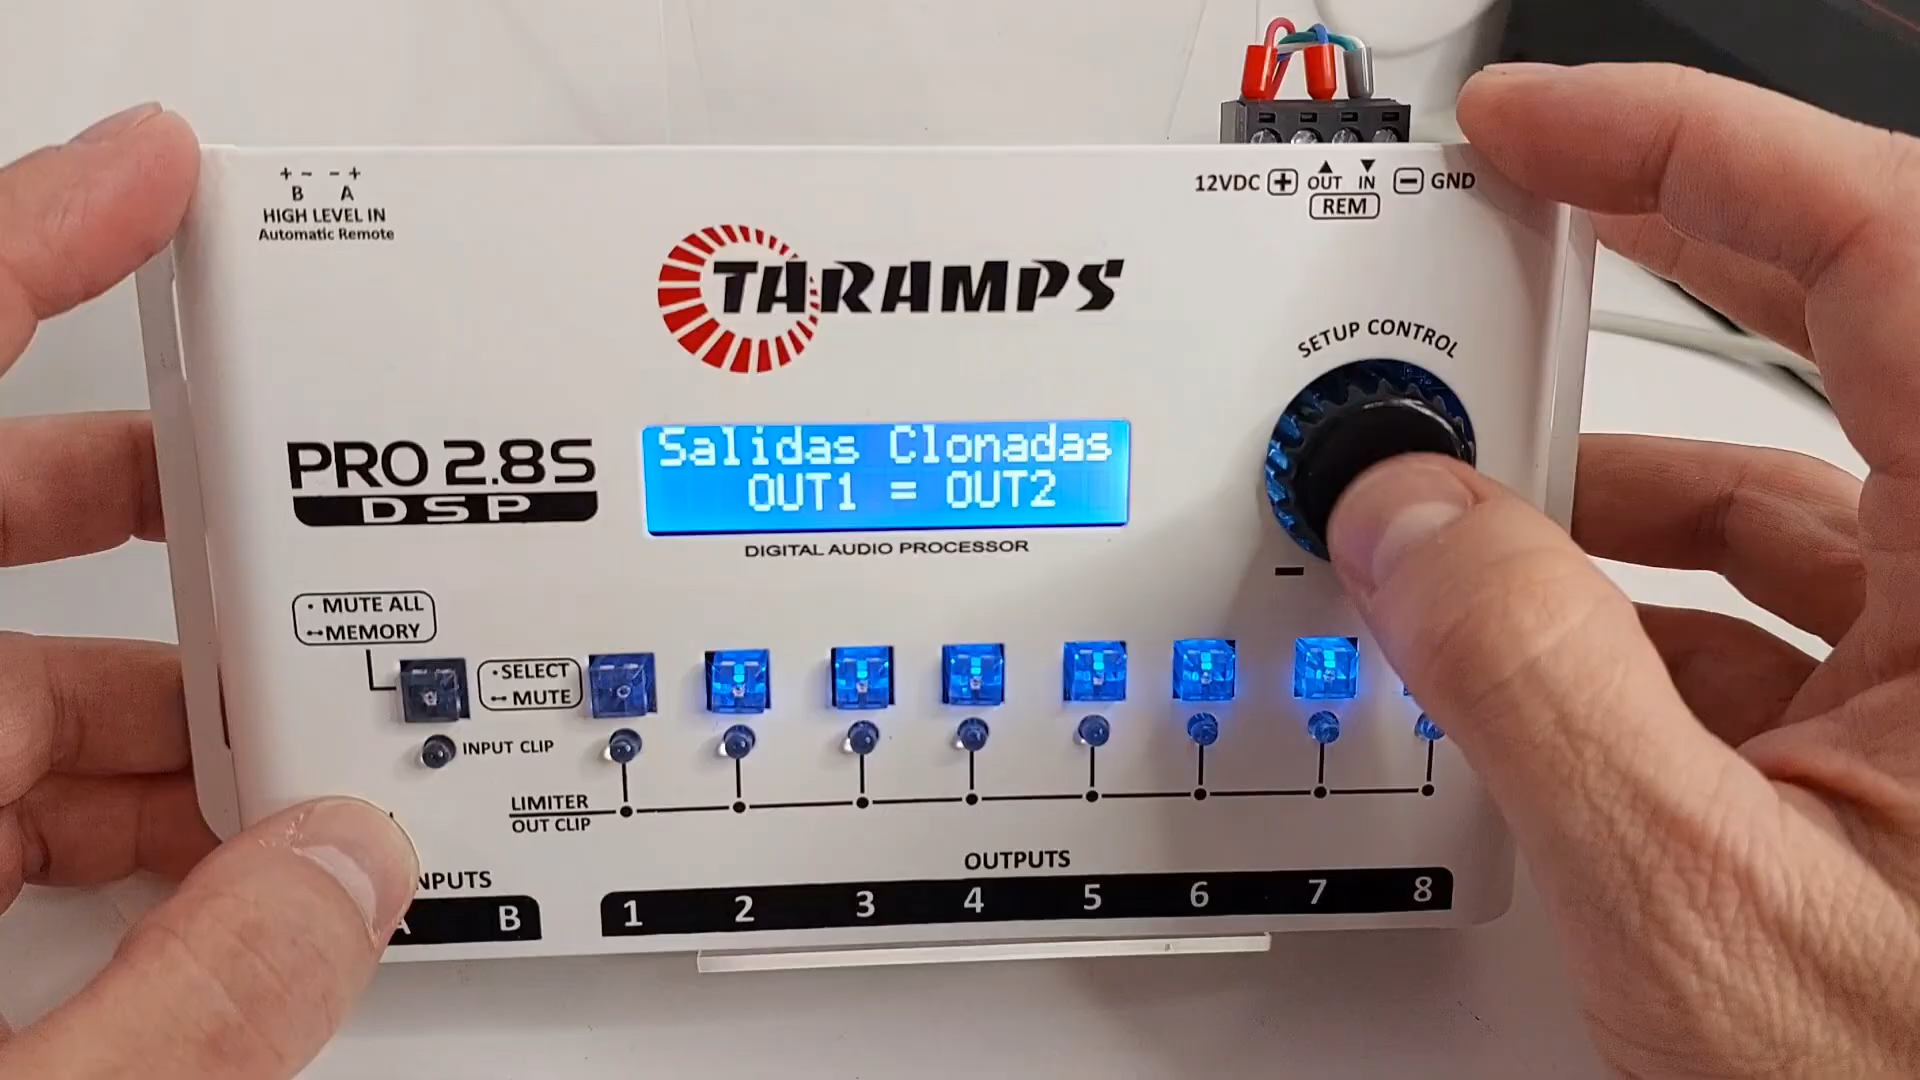 + - - +
B A
HIGH LEVEL IN
Automatic Remote
12VDC + OUT IN - GND
REM
TARAMPS
SETUP CONTROL
PRO 2.8S
DSP
Salidas Clonadas
OUT1 = OUT2
DIGITAL AUDIO PROCESSOR
-
MUTE ALL
MEMORY
SELECT
MUTE
INPUT CLIP
LIMITER
OUT CLIP
OUTPUTS
B
1 2 3 4 5 6 7 8